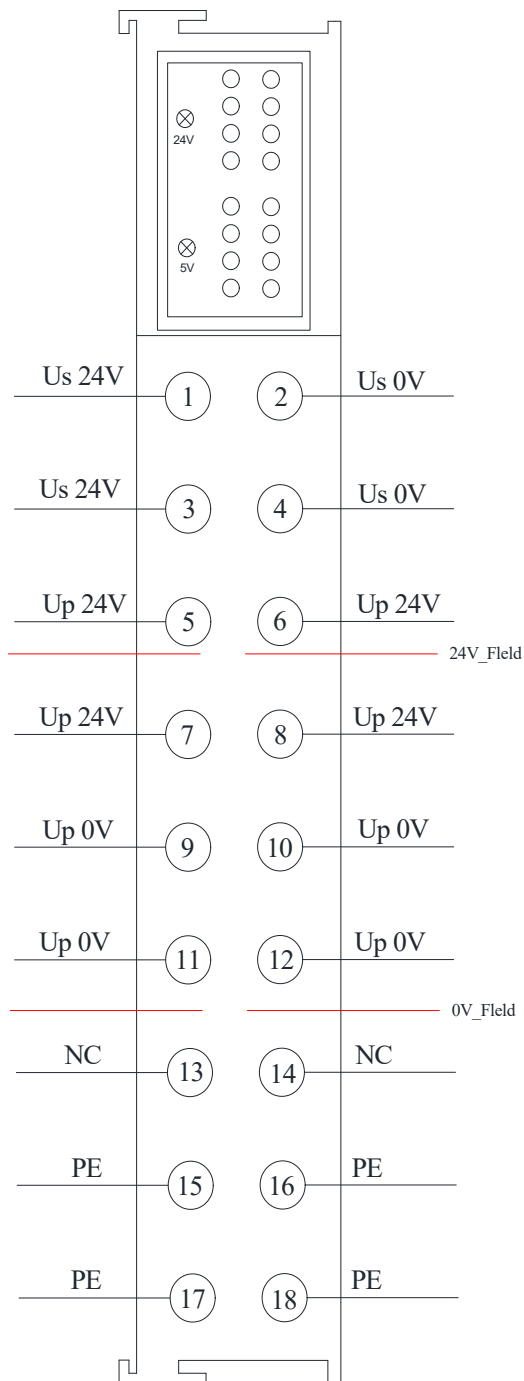 24V
5V
Us 24V 1 2 Us 0V
Us 24V 3 4 Us 0V
Up 24V 5 6 Up 24V
24V_Fleld
Up 24V 7 8 Up 24V
Up 0V 9 10 Up 0V
Up 0V 11 12 Up 0V
0V_Fleld
NC 13 14 NC
PE 15 16 PE
PE 17 18 PE